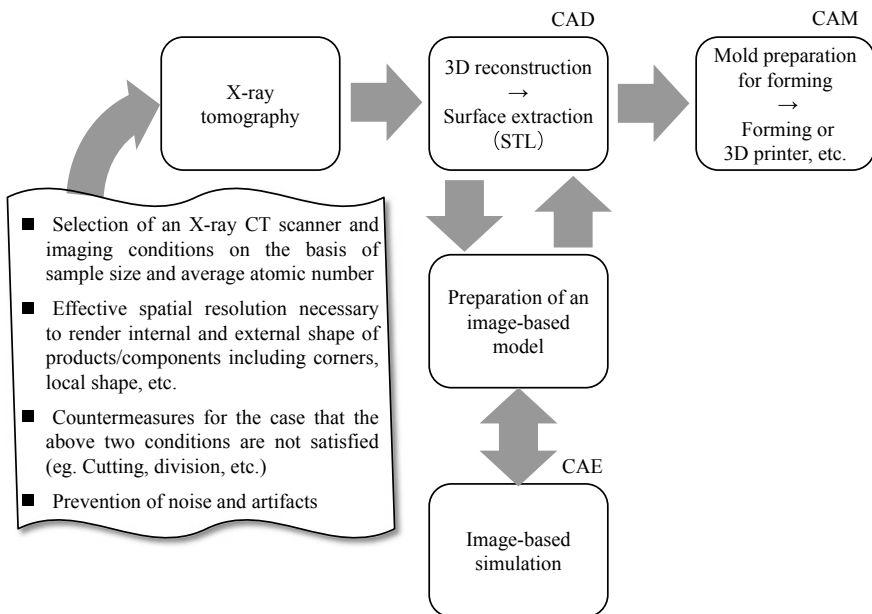 CAD
CAM
X-ray
tomography
3D reconstruction
→
Surface extraction
(STL)
Mold preparation
for forming
→
Forming or
3D printer, etc.
■ Selection of an X-ray CT scanner and
imaging conditions on the basis of
sample size and average atomic number
■ Effective spatial resolution necessary
to render internal and external shape of
products/components including corners,
local shape, etc.
■ Countermeasures for the case that the
above two conditions are not satisfied
(eg. Cutting, division, etc.)
■ Prevention of noise and artifacts
Preparation of an
image-based
model
CAE
Image-based
simulation